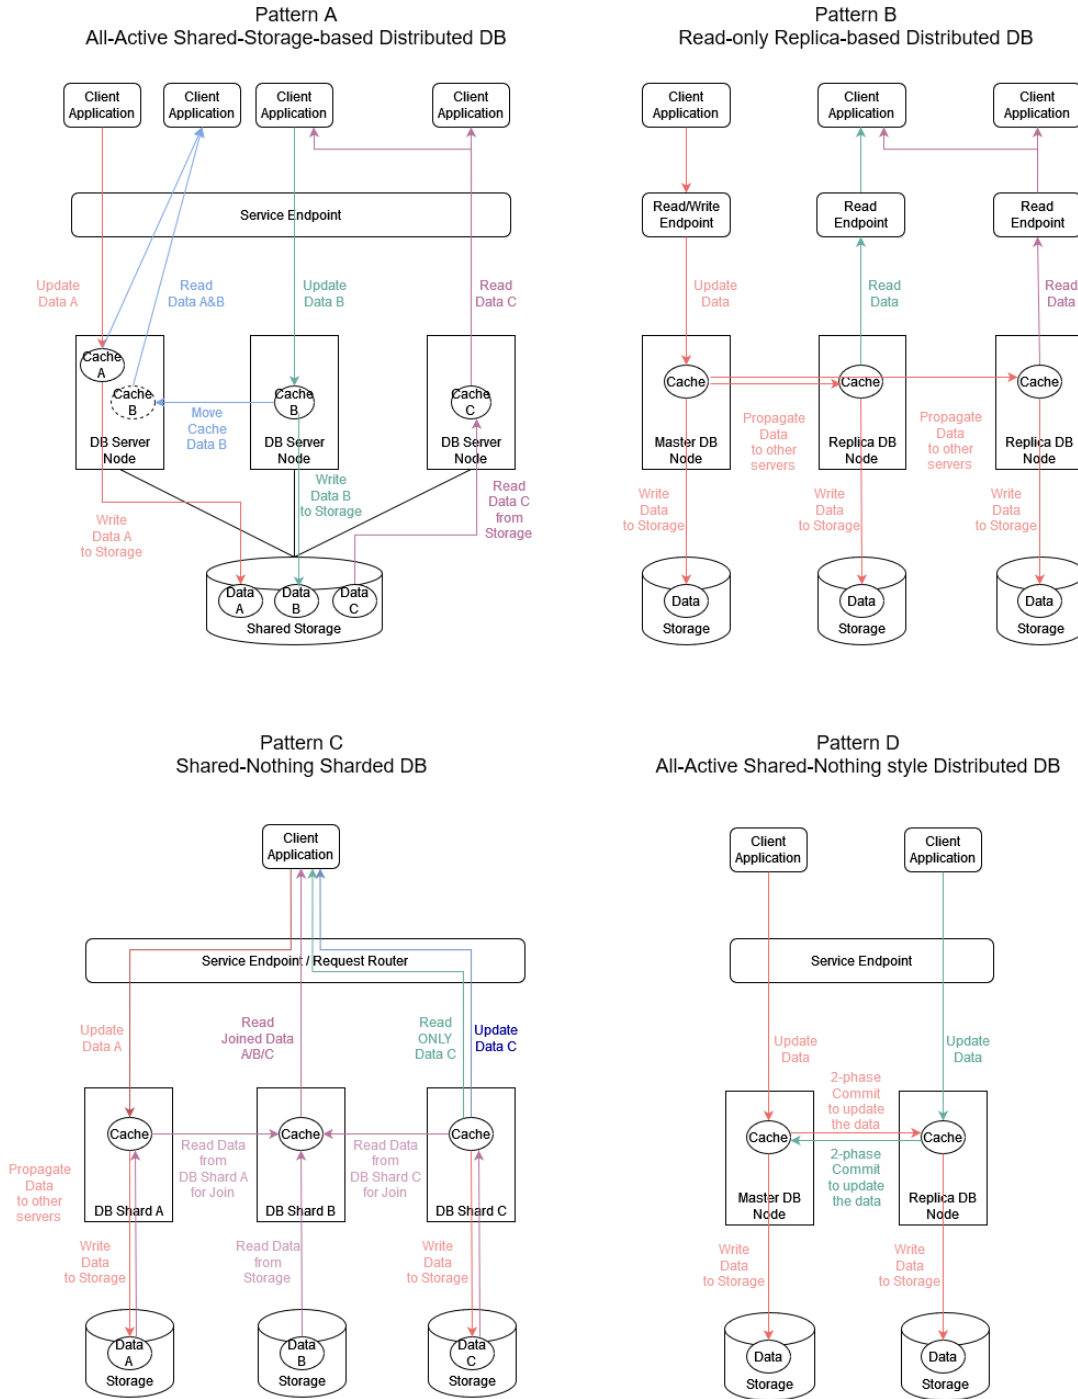 Pattern A
All-Active Shared-Storage-based Distributed DB
Client
Application
Client
Application
Client
Application
Client
Application
Service Endpoint
Update
Data A
Read
Data A&B
Update
Data B
Read
Data C
Cache
A
Cache
B
Cache
B
Cache
C
Move
Cache
Data B
DB Server
Node
DB Server
Node
DB Server
Node
Write
Data A
to Storage
Write
Data B
to Storage
Read
Data C
from
Storage
Data
A
Data
B
Data
C
Shared Storage
Pattern B
Read-only Replica-based Distributed DB
Client
Application
Client
Application
Client
Application
Read/Write
Endpoint
Read
Endpoint
Read
Endpoint
Update
Data
Read
Data
Read
Data
Cache
Cache
Cache
Propagate
Data
to other
servers
Propagate
Data
to other
servers
Master DB
Node
Replica DB
Node
Replica DB
Node
Write
Data
to Storage
Write
Data
to Storage
Write
Data
to Storage
Data
Data
Data
Storage
Storage
Storage
Pattern C
Shared-Nothing Sharded DB
Client
Application
Service Endpoint / Request Router
Update
Data A
Read
Joined Data
A/B/C
Read
ONLY
Data C
Update
Data C
Cache
Cache
Cache
Read Data
from
DB Shard A
for Join
Read Data
from
DB Shard C
for Join
Propagate
Data
to other
servers
DB Shard A
DB Shard B
DB Shard C
Write
Data
to Storage
Read Data
from
Storage
Write
Data
to Storage
Data
A
Data
B
Data
C
Storage
Storage
Storage
Pattern D
All-Active Shared-Nothing style Distributed DB
Client
Application
Client
Application
Service Endpoint
Update
Data
Update
Data
2-phase
Commit
to update
the data
Cache
Cache
2-phase
Commit
to update
the data
Master DB
Node
Replica DB
Node
Write
Data
to Storage
Write
Data
to Storage
Data
Data
Storage
Storage